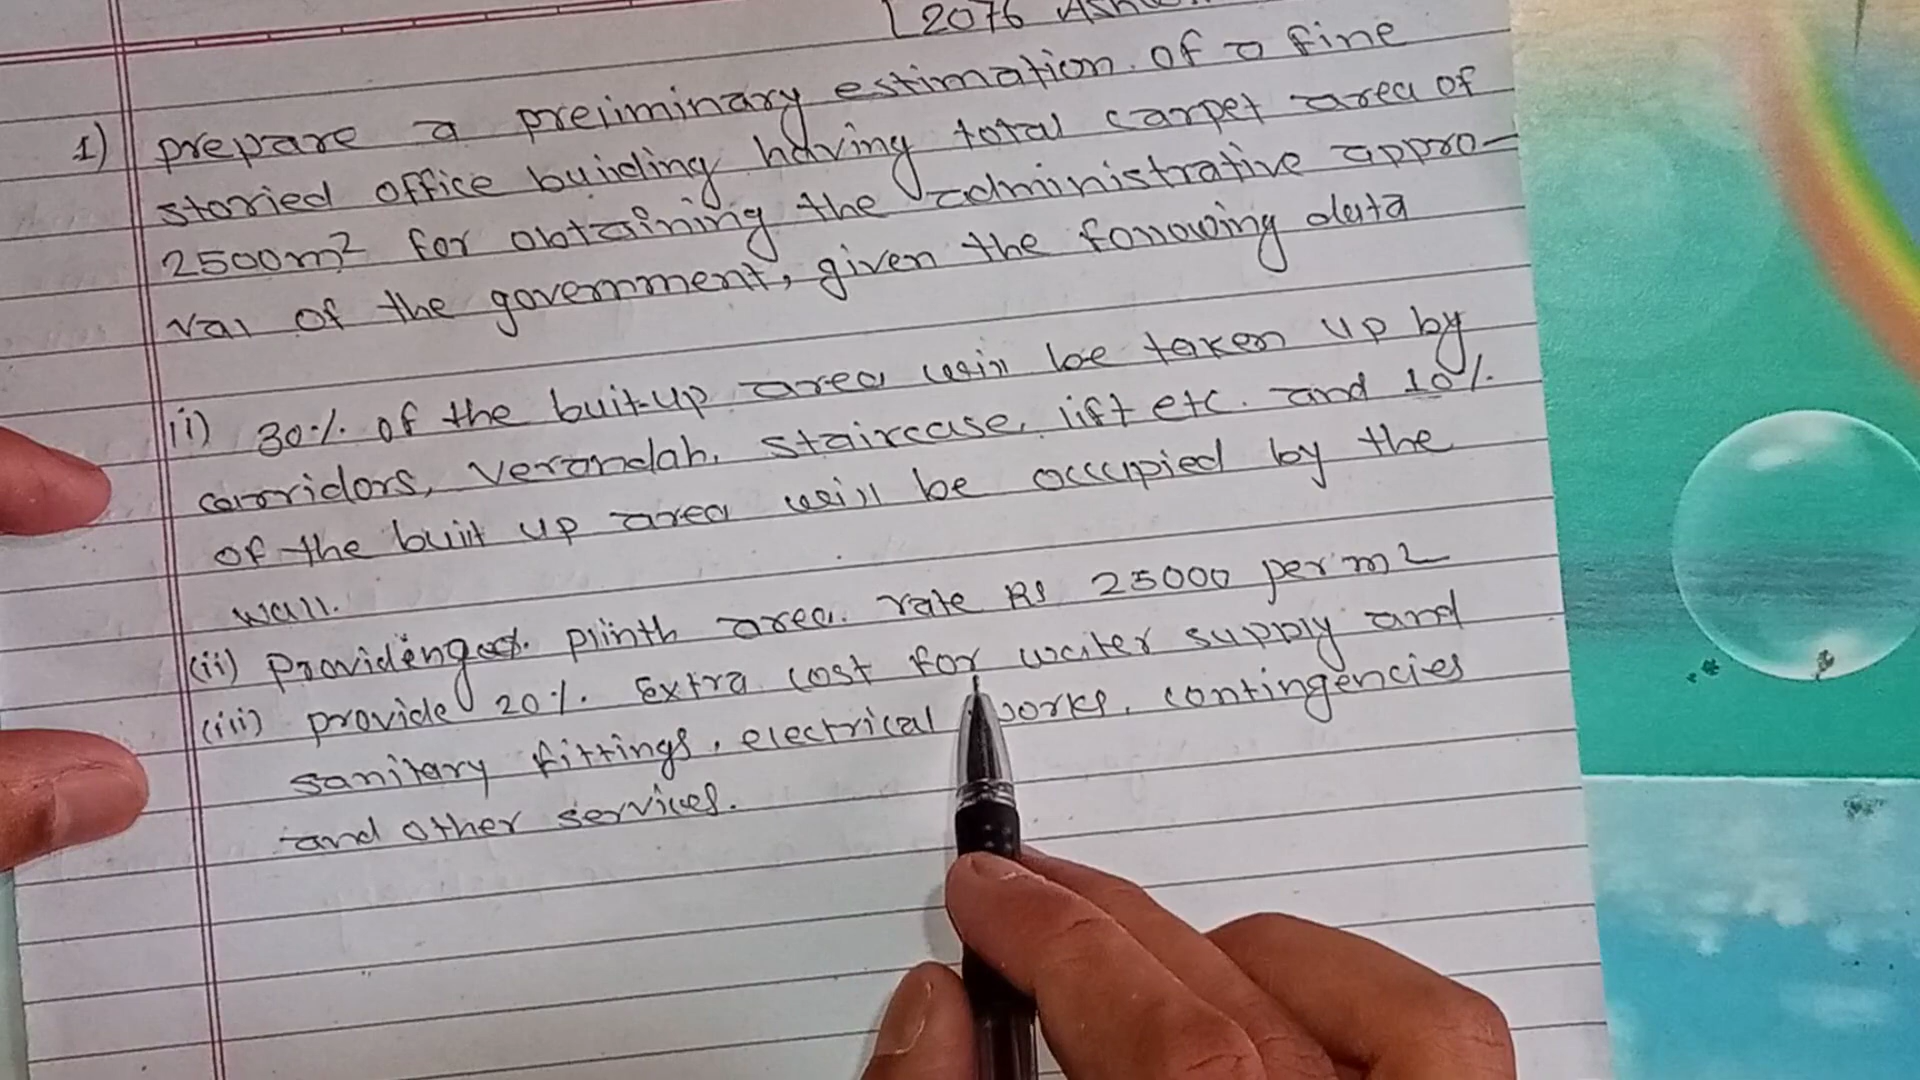 [2076 Ashwin
1) prepare a preliminary estimation of a fine
storied office building having total carpet area of
2500m2 for obtaining the administrative appro-
val of the government, given the following data
ii) 30% of the built-up area will be taken up by
corridors, verandah, staircase, lift etc. and 10%
of the built up area will be occupied by the
wall.
(ii) Providing plinth area. rate Rs 25000 per m2
(iii) provide 20% Extra cost for water supply and
sanitary fittings, electrical works, contingencies
and other services.